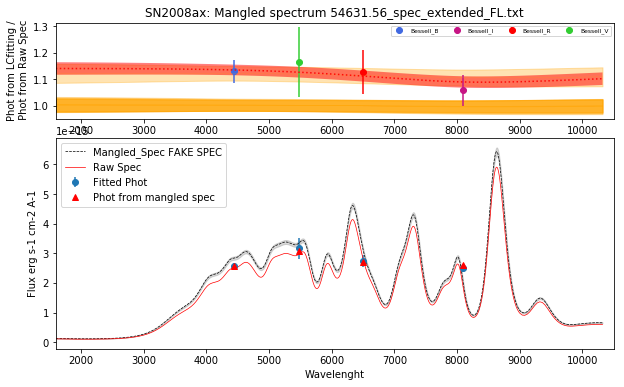 SN2008ax: Mangled spectrum 54631.56_spec_extended_FL.txt
Phot from LCfitting /
Phot from Raw Spec
1.3
1.2
1.1
1.0
Bessell_B
Bessell_I
Bessell_R
Bessell_V
2000 3000 4000 5000 6000 7000 8000 9000 10000
Flux erg s-1 cm-2 A-1
6
5
4
3
2
1
0
Mangled_Spec FAKE SPEC
Raw Spec
Fitted Phot
Phot from mangled spec
2000 3000 4000 5000 6000 7000 8000 9000 10000
Wavelenght